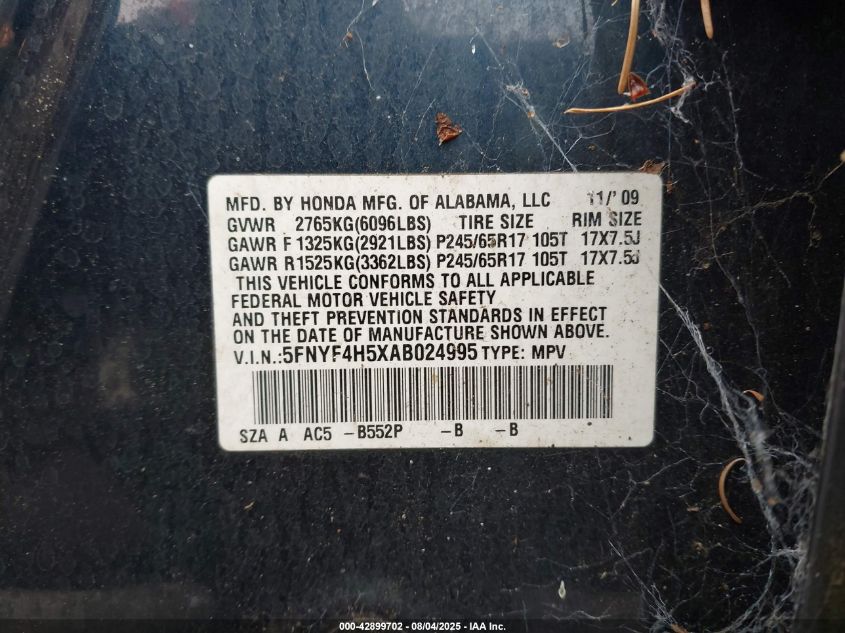 MFD. BY HONDA MFG. OF ALABAMA, LLC 11/'09
GVWR 2765KG(6096LBS) TIRE SIZE RIM SIZE
GAWR F 1325KG(2921LBS) P245/65R17 105T 17X7.5J
GAWR R1525KG(3362LBS) P245/65R17 105T 17X7.5J
THIS VEHICLE CONFORMS TO ALL APPLICABLE
FEDERAL MOTOR VEHICLE SAFETY
AND THEFT PREVENTION STANDARDS IN EFFECT
ON THE DATE OF MANUFACTURE SHOWN ABOVE.
V.I.N.:5FNYF4H5XAB024995 TYPE: MPV
SZA A AC5 -B552P -B -B
000-42899702 - 08/04/2025 - IAA Inc.